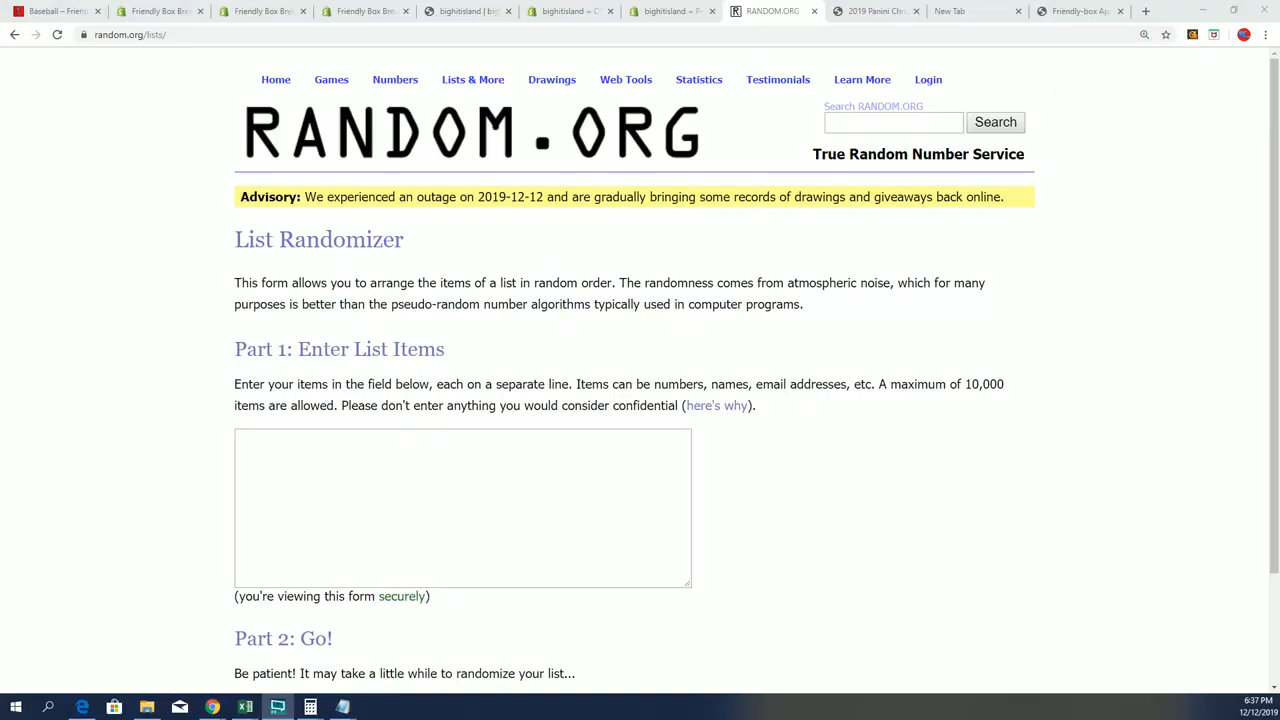 Baseball – Friend
Friendly Box Bre
Friendly Box Bre
Friendly Box Bre
bighitisland | big
bighitisland ~ O
bighitisland ~ P
RANDOM.ORG
2019 Panini Chr
New Tab
Friendly-box Ap
random.org/lists/
Home Games Numbers Lists & More Drawings Web Tools Statistics Testimonials Learn More Login
RANDOM.ORG
Search RANDOM.ORG
Search
True Random Number Service
Advisory: We experienced an outage on 2019-12-12 and are gradually bringing some records of drawings and giveaways back online.
List Randomizer
This form allows you to arrange the items of a list in random order. The randomness comes from atmospheric noise, which for many
purposes is better than the pseudo-random number algorithms typically used in computer programs.
Part 1: Enter List Items
Enter your items in the field below, each on a separate line. Items can be numbers, names, email addresses, etc. A maximum of 10,000
items are allowed. Please don't enter anything you would consider confidential (here's why).
(you're viewing this form securely)
Part 2: Go!
Be patient! It may take a little while to randomize your list...
6:37 PM
12/12/2019